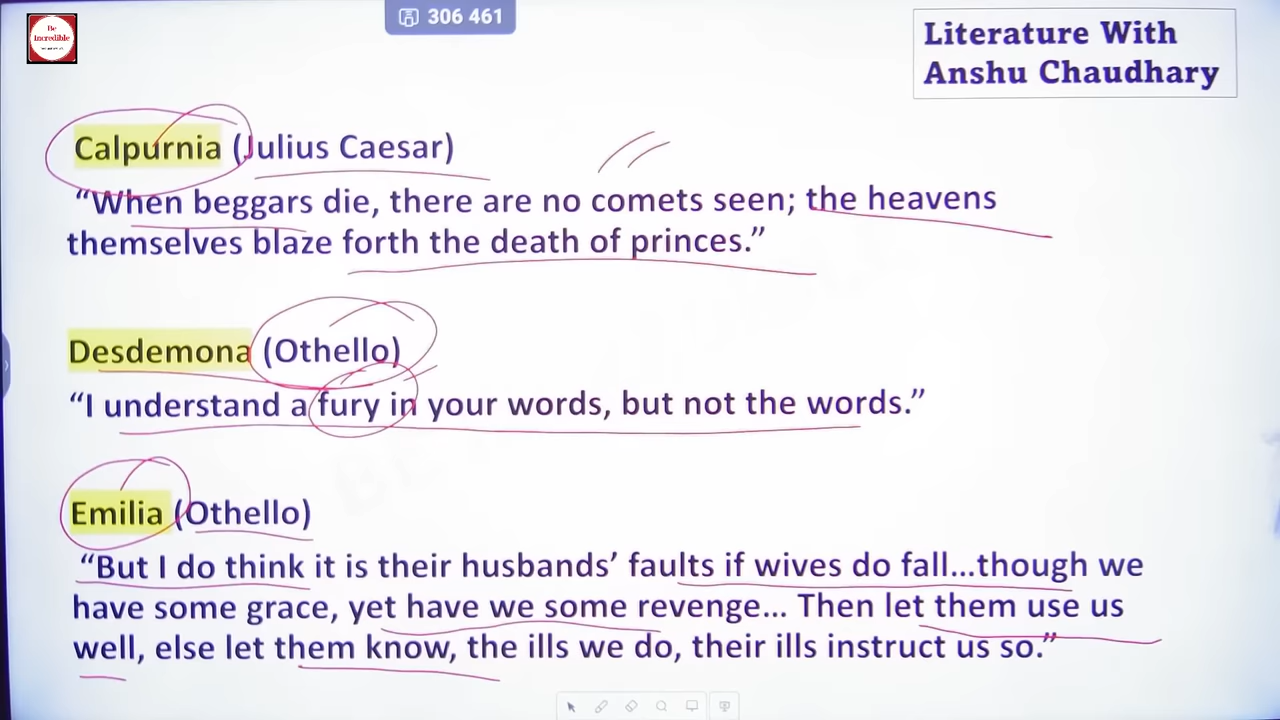 Be
Incredible
306 461
Literature With
Anshu Chaudhary
Calpurnia (Julius Caesar)
“When beggars die, there are no comets seen; the heavens
themselves blaze forth the death of princes.”
Desdemona (Othello)
“I understand a fury in your words, but not the words.”
Emilia (Othello)
“But I do think it is their husbands’ faults if wives do fall...though we
have some grace, yet have we some revenge... Then let them use us
well, else let them know, the ills we do, their ills instruct us so.”